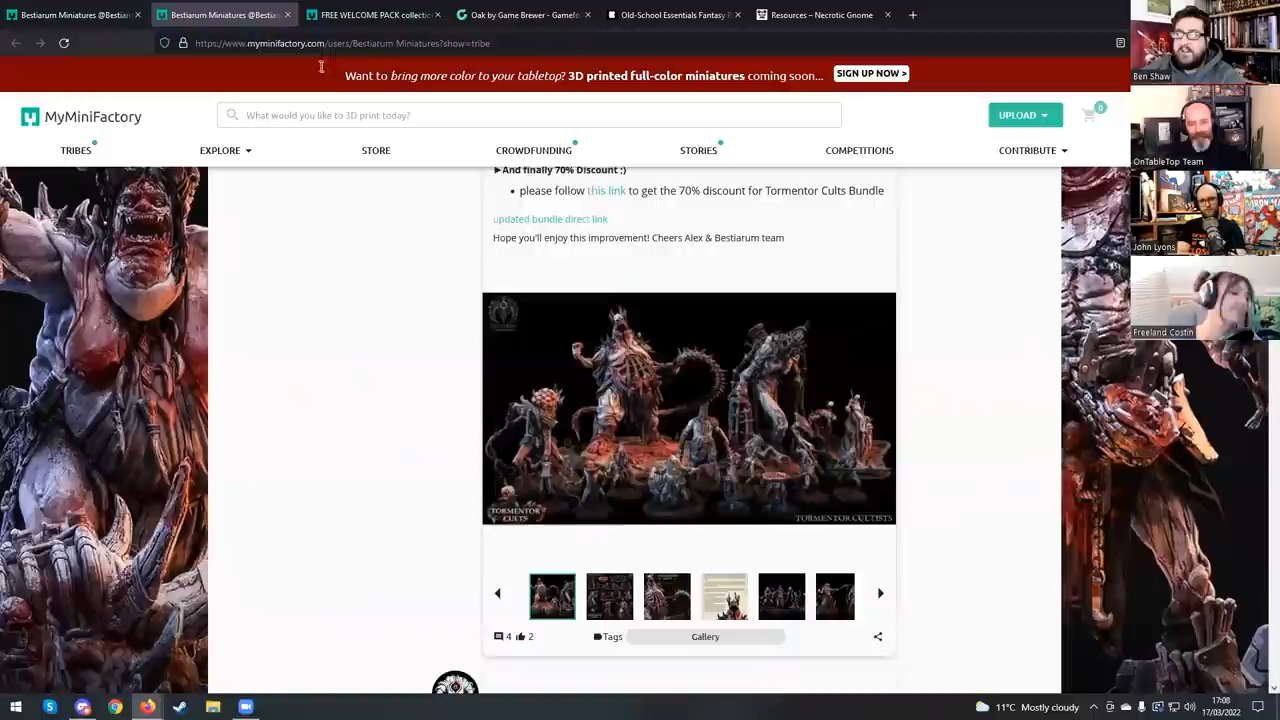 Bestiarum Miniatures @Bestia
Bestiarum Miniatures @Bestia
FREE WELCOME PACK collectio
Oak by Game Brewer - Gamefo
Old-School Essentials Fantasy R
Resources – Necrotic Gnome
https://www.myminifactory.com/users/Bestiarum Miniatures?show=tribe
Want to bring more color to your tabletop? 3D printed full-color miniatures coming soon... SIGN UP NOW >
MyMiniFactory
What would you like to 3D print today?
UPLOAD
0
TRIBES
EXPLORE
STORE
CROWDFUNDING
STORIES
COMPETITIONS
CONTRIBUTE
►And finally 70% Discount ;)
• please follow this link to get the 70% discount for Tormentor Cults Bundle
updated bundle direct link
Hope you'll enjoy this improvement! Cheers Alex & Bestiarum team
TORMENTOR
CULTS
TORMENTOR CULTISTS
4
2
Tags
Gallery
Ben Shaw
OnTableTop Team
John Lyons
Freeland Costin
11°C Mostly cloudy
17:08
17/03/2022